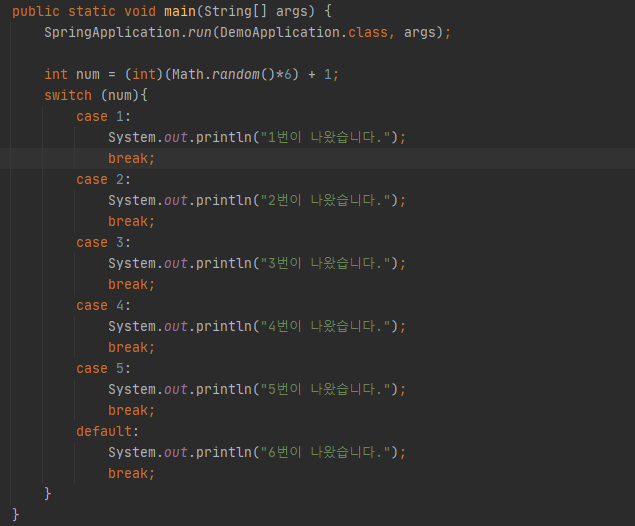 public static void main(String[] args) {
SpringApplication.run(DemoApplication.class, args);
int num = (int)(Math.random()*6) + 1;
switch (num){
case 1:
System.out.println("1번이 나왔습니다.");
break;
case 2:
System.out.println("2번이 나왔습니다.");
break;
case 3:
System.out.println("3번이 나왔습니다.");
break;
case 4:
System.out.println("4번이 나왔습니다.");
break;
case 5:
System.out.println("5번이 나왔습니다.");
break;
default:
System.out.println("6번이 나왔습니다.");
break;
}
}